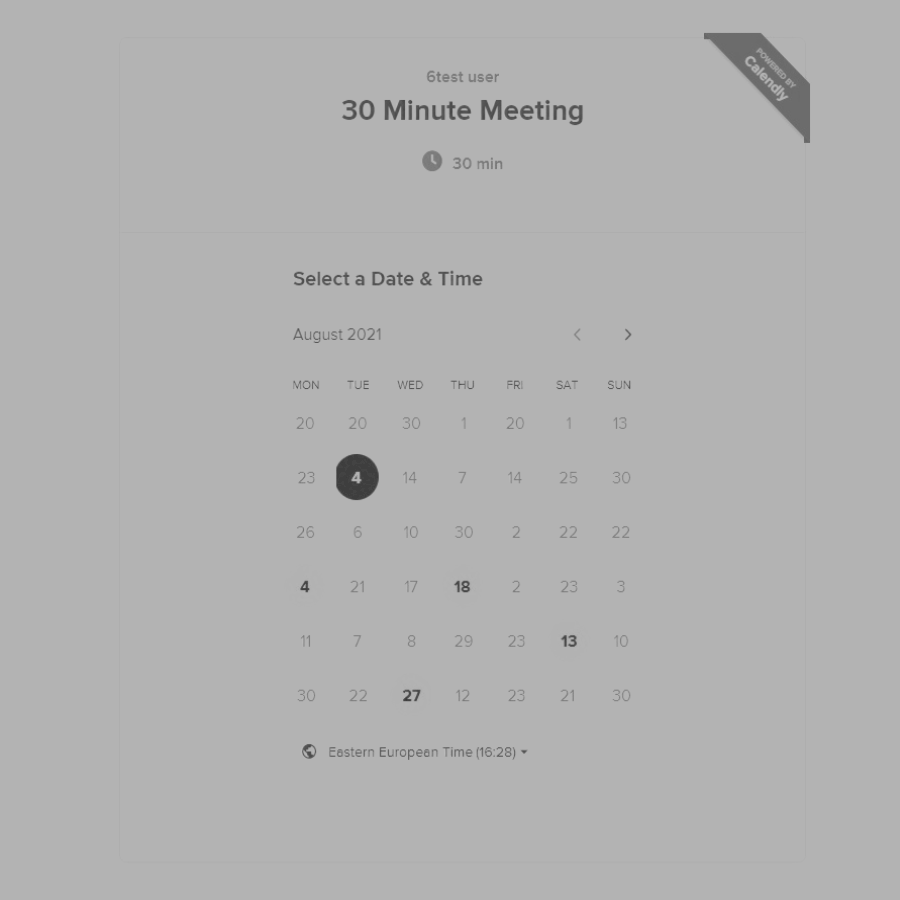 POWERED BY
Calendly
6test user
30 Minute Meeting
30 min
Select a Date & Time
August 2021
MON TUE WED THU FRI SAT SUN
20 20 30 1 20 1 13
23 4 14 7 14 25 30
26 6 10 30 2 22 22
4 21 17 18 2 23 3
11 7 8 29 23 13 10
30 22 27 12 23 21 30
Eastern European Time (16:28)